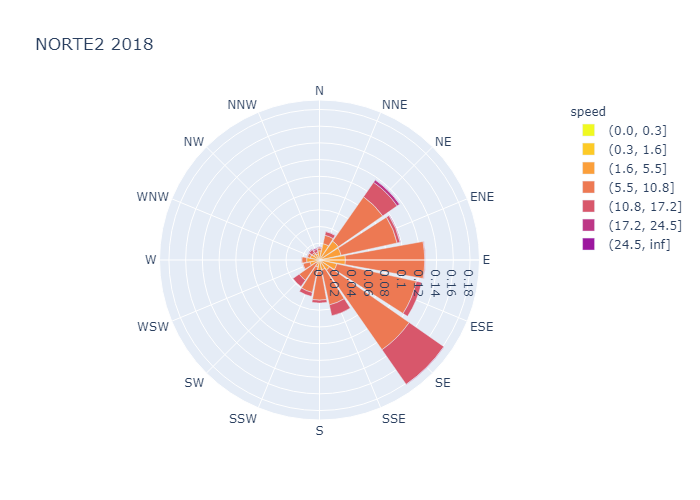 NORTE2 2018
N
NNE
NE
ENE
E
ESE
SE
SSE
S
SSW
SW
WSW
W
WNW
NW
NNW
0
0.02
0.04
0.06
0.08
0.1
0.12
0.14
0.16
0.18
speed
(0.0, 0.3]
(0.3, 1.6]
(1.6, 5.5]
(5.5, 10.8]
(10.8, 17.2]
(17.2, 24.5]
(24.5, inf]